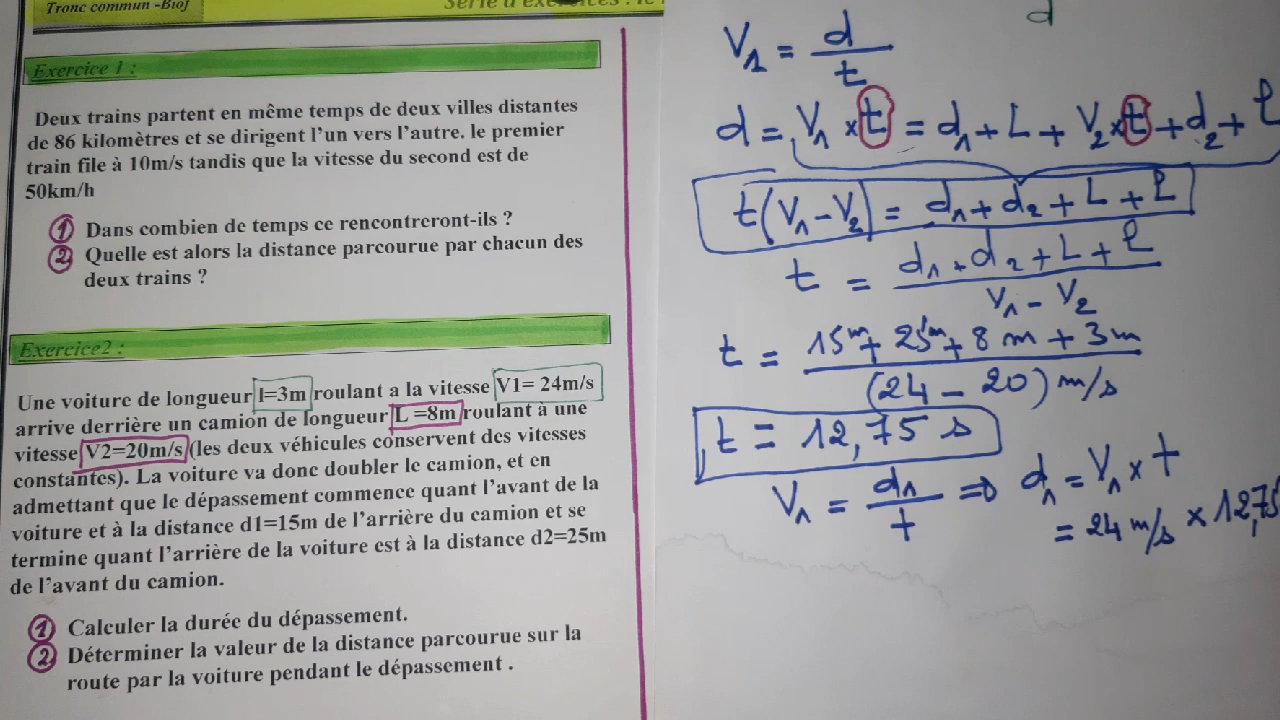 Tronc commun -Biof
Série d'exercices :
Exercice 1 :
Deux trains partent en même temps de deux villes distantes
de 86 kilomètres et se dirigent l'un vers l'autre. le premier
train file à 10m/s tandis que la vitesse du second est de
50km/h
1 Dans combien de temps ce rencontreront-ils ?
2 Quelle est alors la distance parcourue par chacun des
deux trains ?
Exercice2 :
Une voiture de longueur l=3m roulant a la vitesse V1= 24m/s
arrive derrière un camion de longueur L =8m roulant à une
vitesse V2=20m/s (les deux véhicules conservent des vitesses
constantes). La voiture va donc doubler le camion, et en
admettant que le dépassement commence quant l'avant de la
voiture et à la distance d1=15m de l'arrière du camion et se
termine quant l'arrière de la voiture est à la distance d2=25m
de l'avant du camion.
1 Calculer la durée du dépassement.
2 Déterminer la valeur de la distance parcourue sur la
route par la voiture pendant le dépassement .
d
V1 = d / t
d = V1 × t = d1 + L + V2 × t + d2 + l
t(V1 - V2) = d1 + d2 + L + l
t = d1 + d2 + L + l / V1 - V2
t = 15m + 25m + 8m + 3m / (24 - 20) m/s
t = 12,75 s
V1 = d1 / t ⇒ d1 = V1 × t
= 24 m/s × 12,75